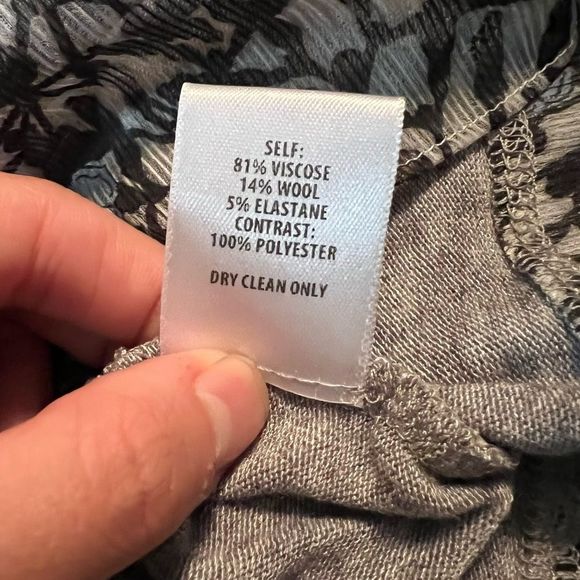 SELF:
81% VISCOSE
14% WOOL
5% ELASTANE
CONTRAST:
100% POLYESTER
DRY CLEAN ONLY